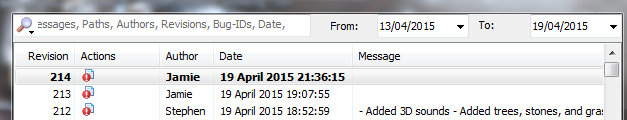 essages, Paths, Authors, Revisions, Bug-IDs, Date, From: 13/04/2015 To: 19/04/2015
Revision Actions Author Date Message
214 Jamie 19 April 2015 21:36:15
213 Jamie 19 April 2015 19:07:55
212 Stephen 19 April 2015 18:52:59 - Added 3D sounds - Added trees, stones, and gras